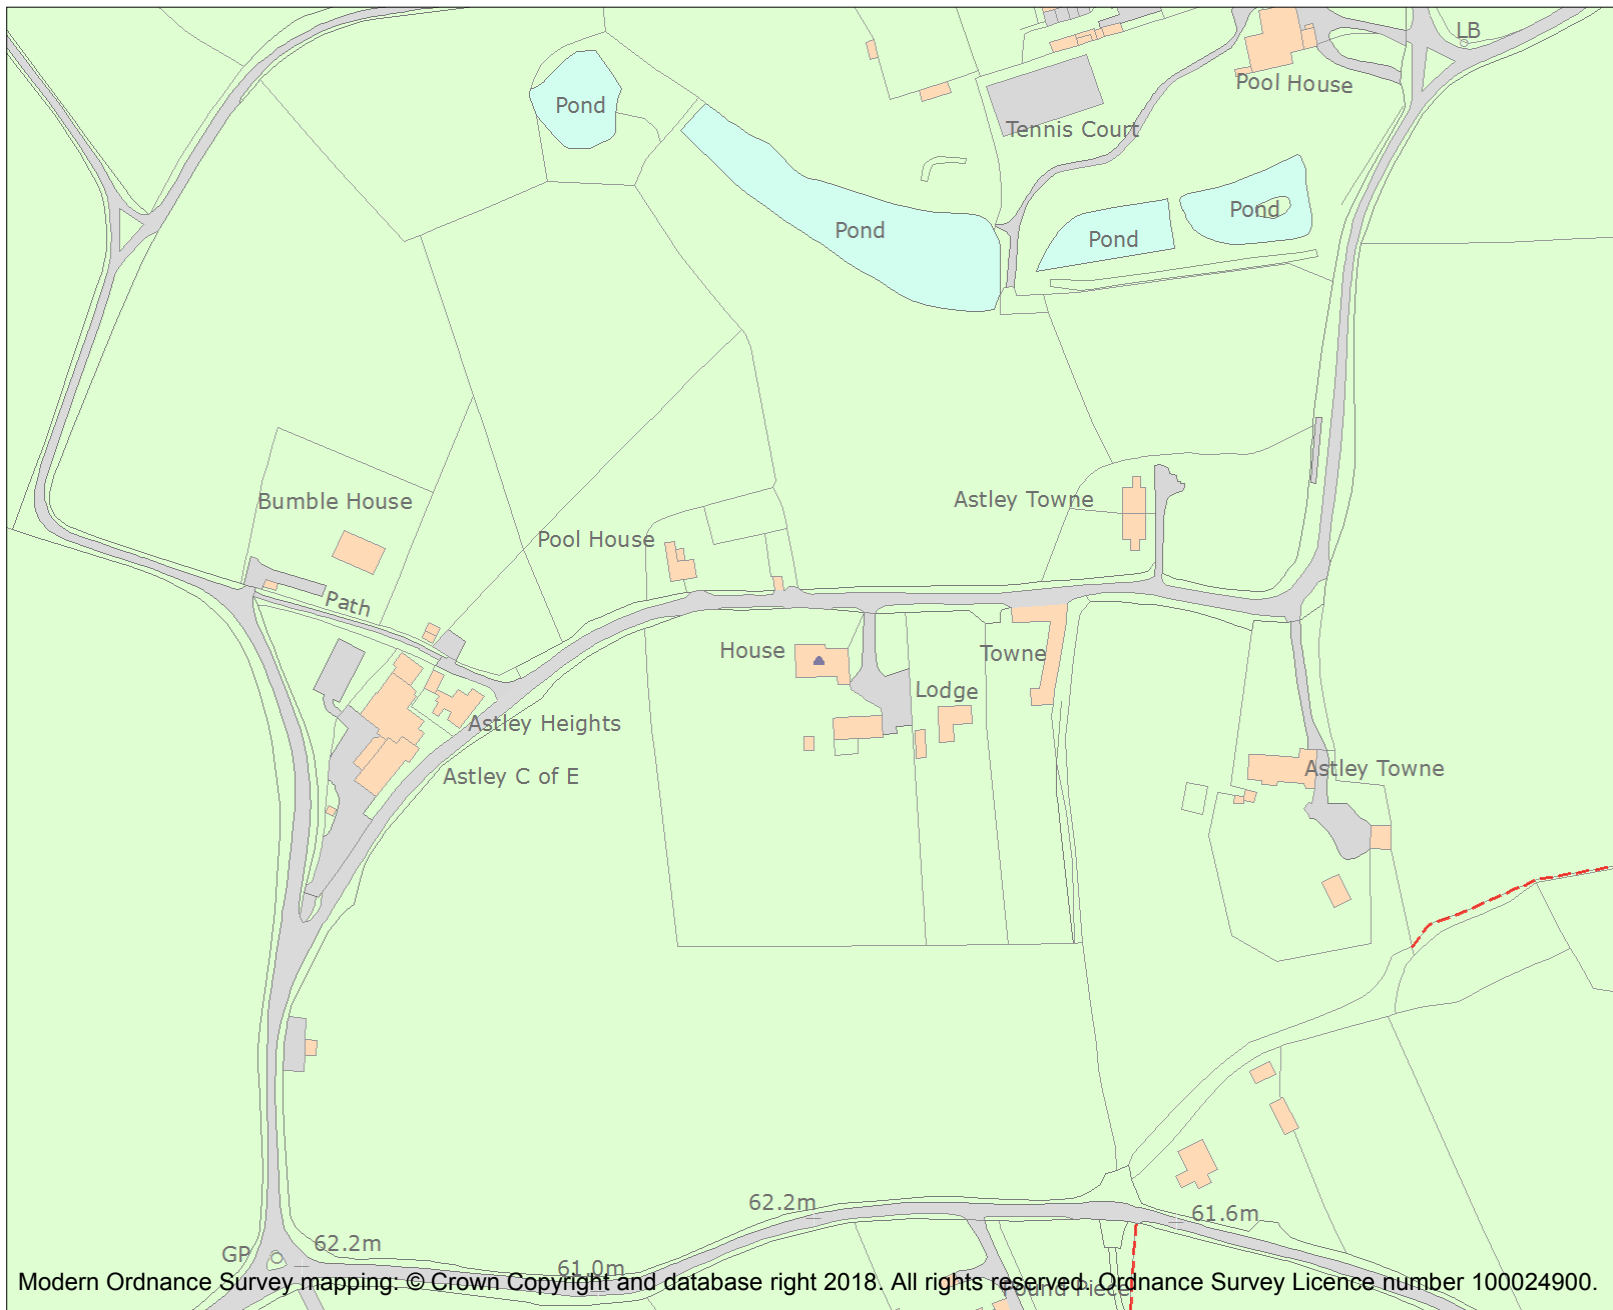 LB
Pool House
Pond
Tennis Court
Pond
Pond
Pond
Bumble House
Astley Towne
Pool House
Path
House
Towne
Lodge
Astley Heights
Astley C of E
Astley Towne
62.2m
61.6m
GP
62.2m
61.0m
Pound Piece
Modern Ordnance Survey mapping: © Crown Copyright and database right 2018. All rights reserved. Ordnance Survey Licence number 100024900.